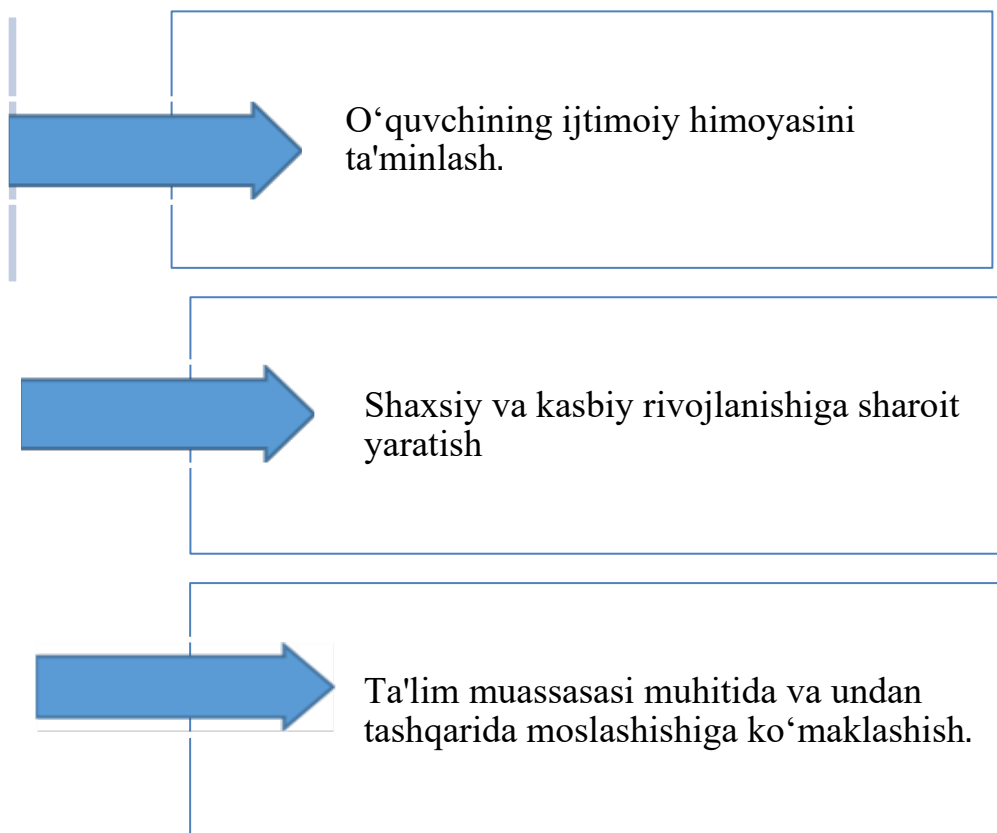 O‘quvchining ijtimoiy himoyasini
ta'minlash.
Shaxsiy va kasbiy rivojlanishiga sharoit
yaratish
Ta'lim muassasasi muhitida va undan
tashqarida moslashishiga ko‘maklashish.